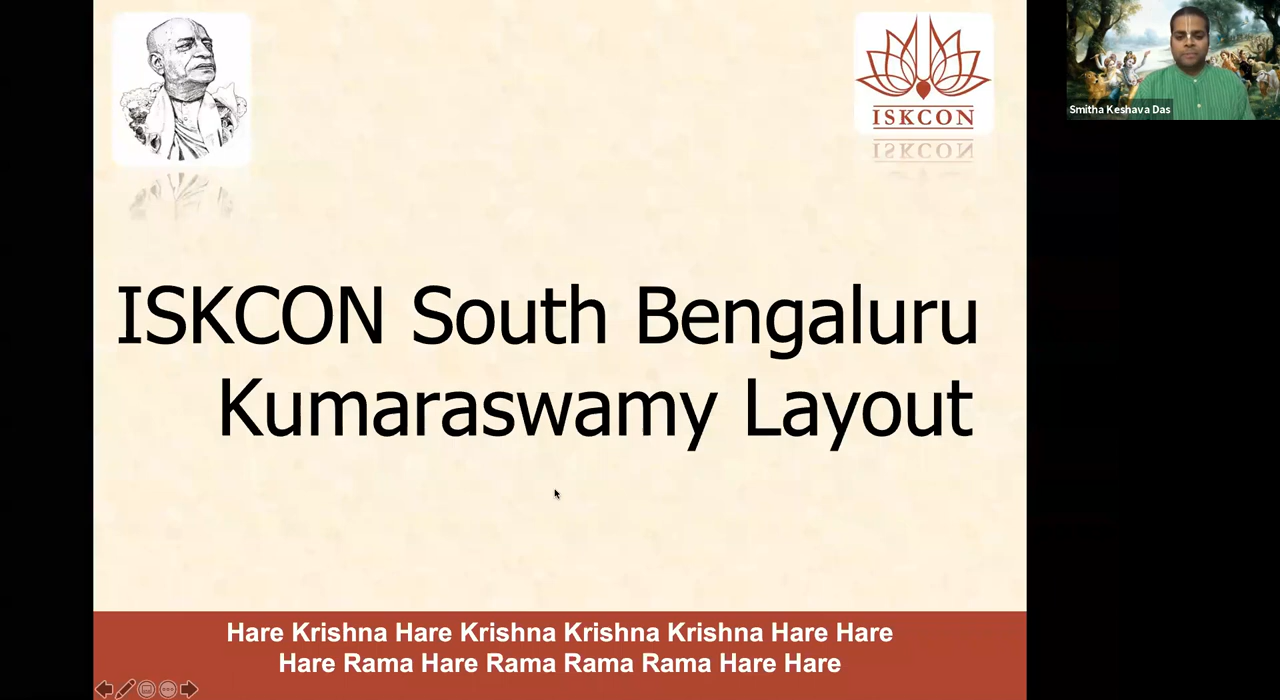 ISKCON
Smitha Keshava Das
ISKCON South Bengaluru
Kumaraswamy Layout
Hare Krishna Hare Krishna Krishna Krishna Hare Hare
Hare Rama Hare Rama Rama Rama Hare Hare